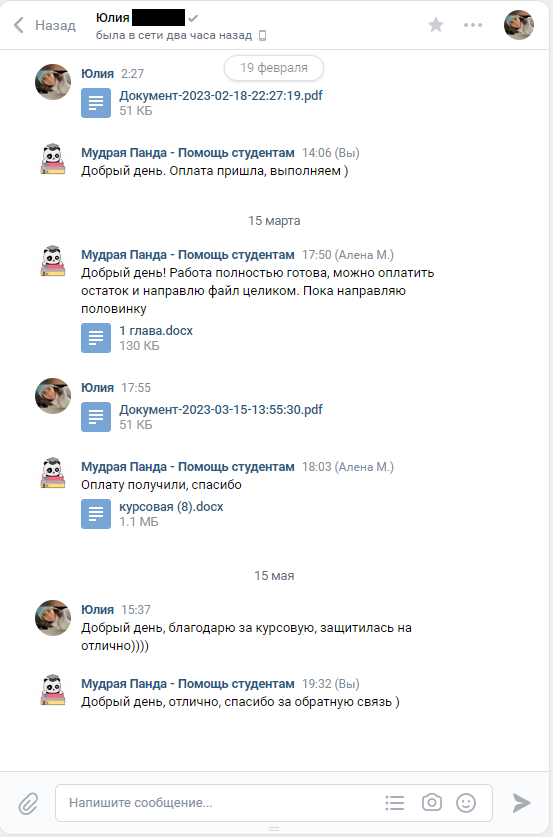 Назад
Юлия
была в сети два часа назад
19 февраля
Юлия 2:27
Документ-2023-02-18-22:27:19.pdf
51 КБ
Мудрая Панда - Помощь студентам 14:06 (Вы)
Добрый день. Оплата пришла, выполняем )
15 марта
Мудрая Панда - Помощь студентам 17:50 (Алена М.)
Добрый день! Работа полностью готова, можно оплатить
остаток и направлю файл целиком. Пока направляю
половинку
1 глава.docx
130 КБ
Юлия 17:55
Документ-2023-03-15-13:55:30.pdf
51 КБ
Мудрая Панда - Помощь студентам 18:03 (Алена М.)
Оплату получили, спасибо
курсовая (8).docx
1.1 МБ
15 мая
Юлия 15:37
Добрый день, благодарю за курсовую, защитилась на
отлично))))
Мудрая Панда - Помощь студентам 19:32 (Вы)
Добрый день, отлично, спасибо за обратную связь )
Напишите сообщение...